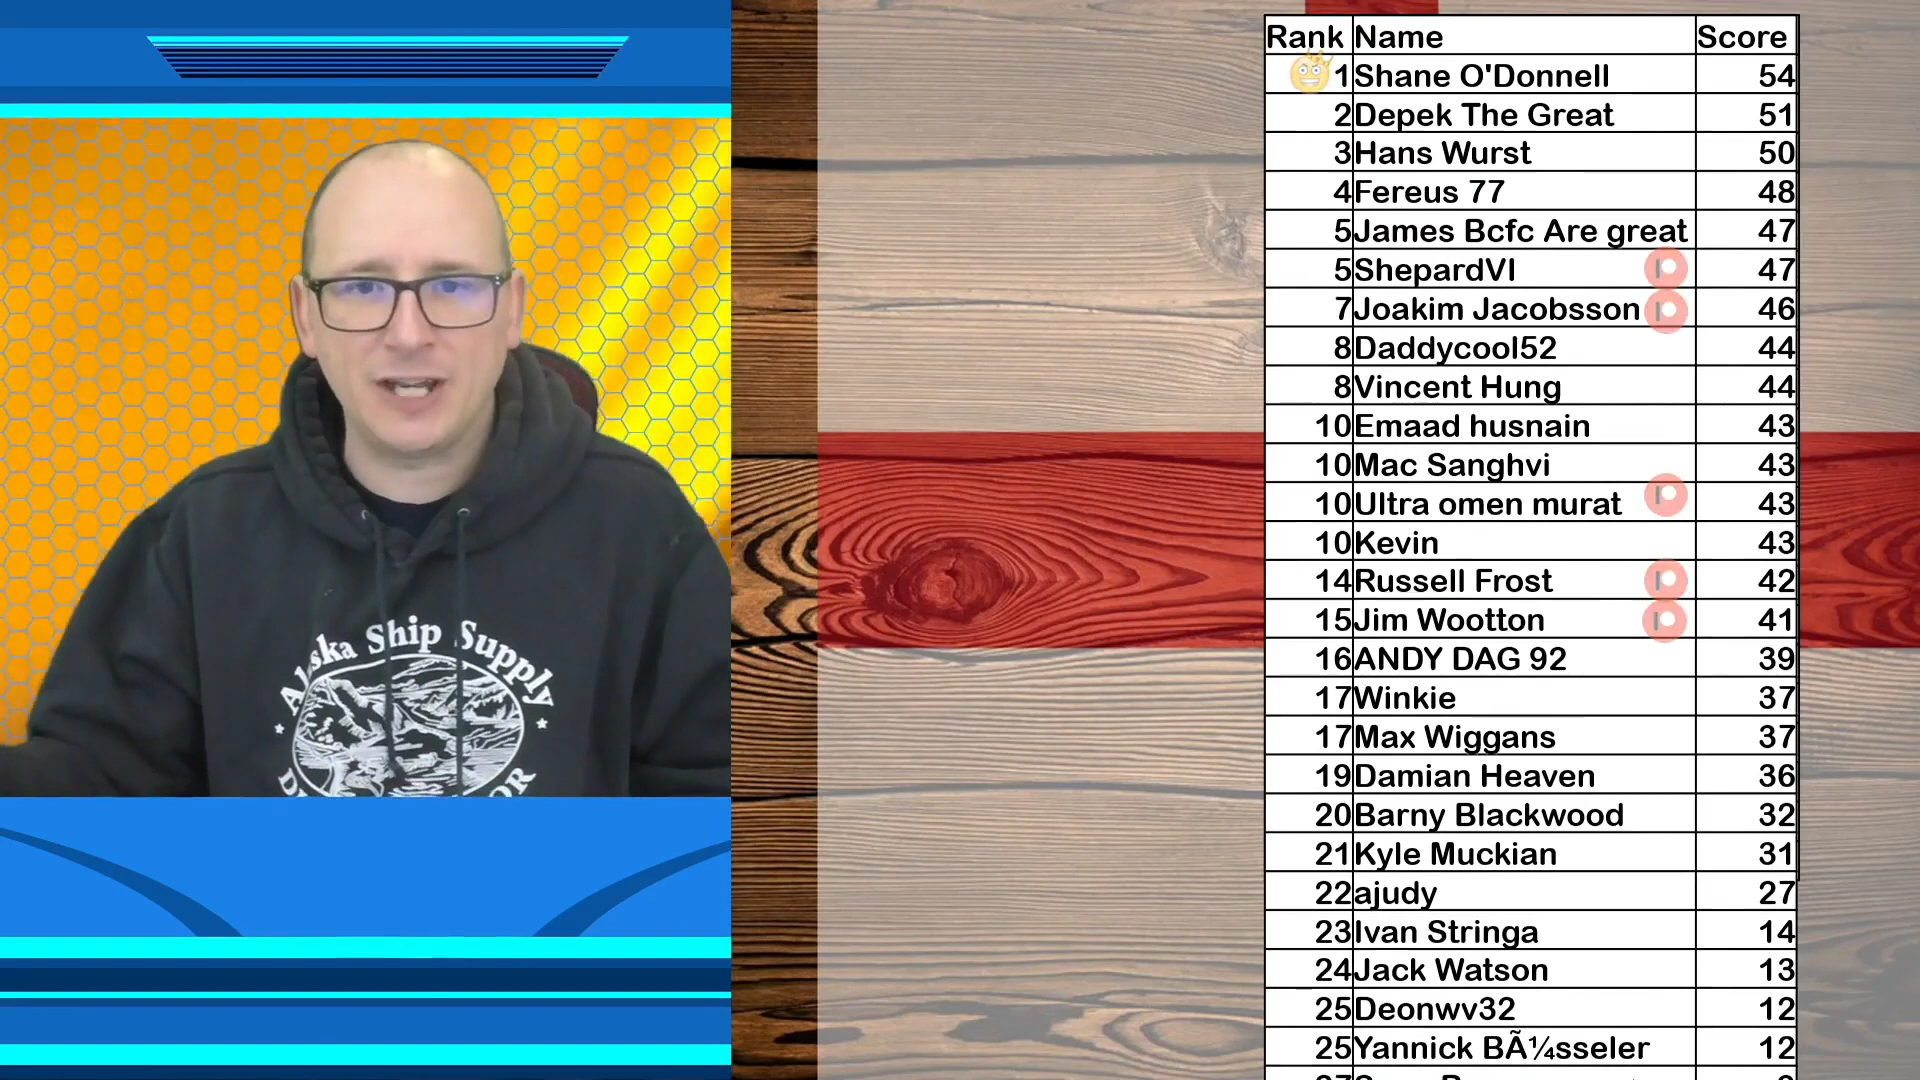 Alaska Ship Supply
Rank Name Score
1 Shane O'Donnell 54
2 Depek The Great 51
3 Hans Wurst 50
4 Fereus 77 48
5 James Bcfc Are great 47
5 ShepardVI 47
7 Joakim Jacobsson 46
8 Daddycool52 44
8 Vincent Hung 44
10 Emaad husnain 43
10 Mac Sanghvi 43
10 Ultra omen murat 43
10 Kevin 43
14 Russell Frost 42
15 Jim Wootton 41
16 ANDY DAG 92 39
17 Winkie 37
17 Max Wiggans 37
19 Damian Heaven 36
20 Barny Blackwood 32
21 Kyle Muckian 31
22 ajudy 27
23 Ivan Stringa 14
24 Jack Watson 13
25 Deonwv32 12
25 Yannick BÃ¼sseler 12